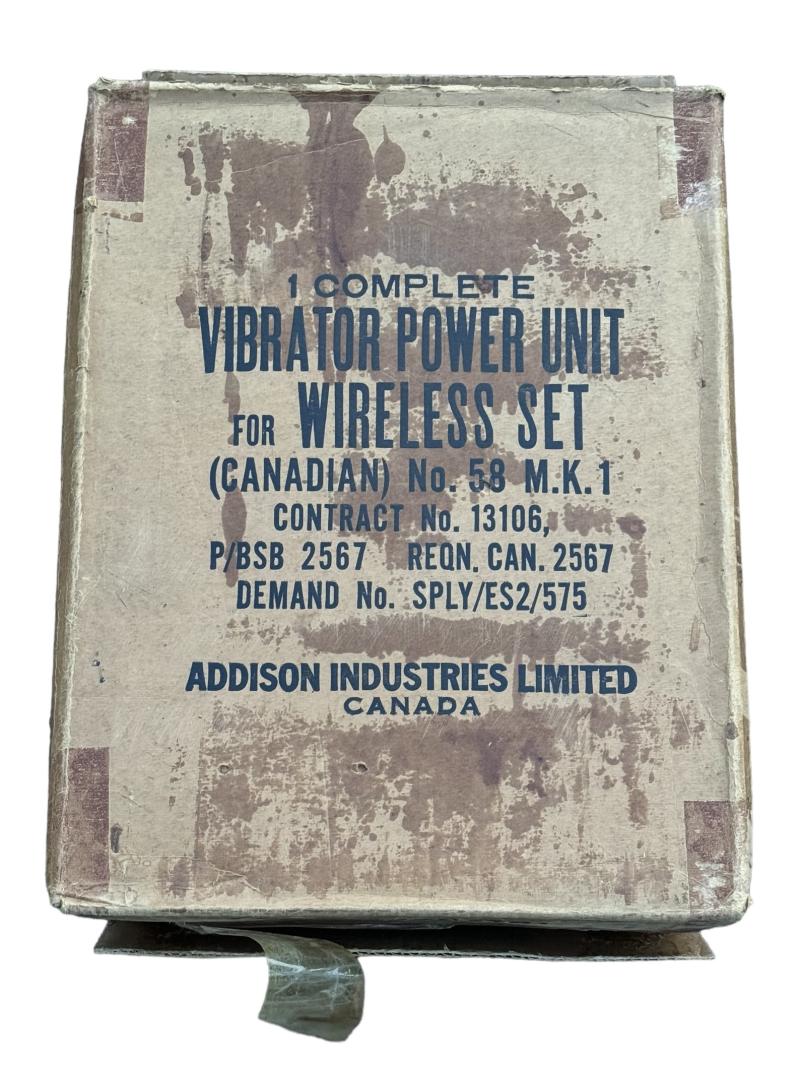 1 COMPLETE
VIBRATOR POWER UNIT
FOR WIRELESS SET
(CANADIAN) No. 58 M.K.1
CONTRACT No. 13106,
P/BSB 2567 REQN. CAN. 2567
DEMAND No. SPLY/ES2/575
ADDISON INDUSTRIES LIMITED
CANADA